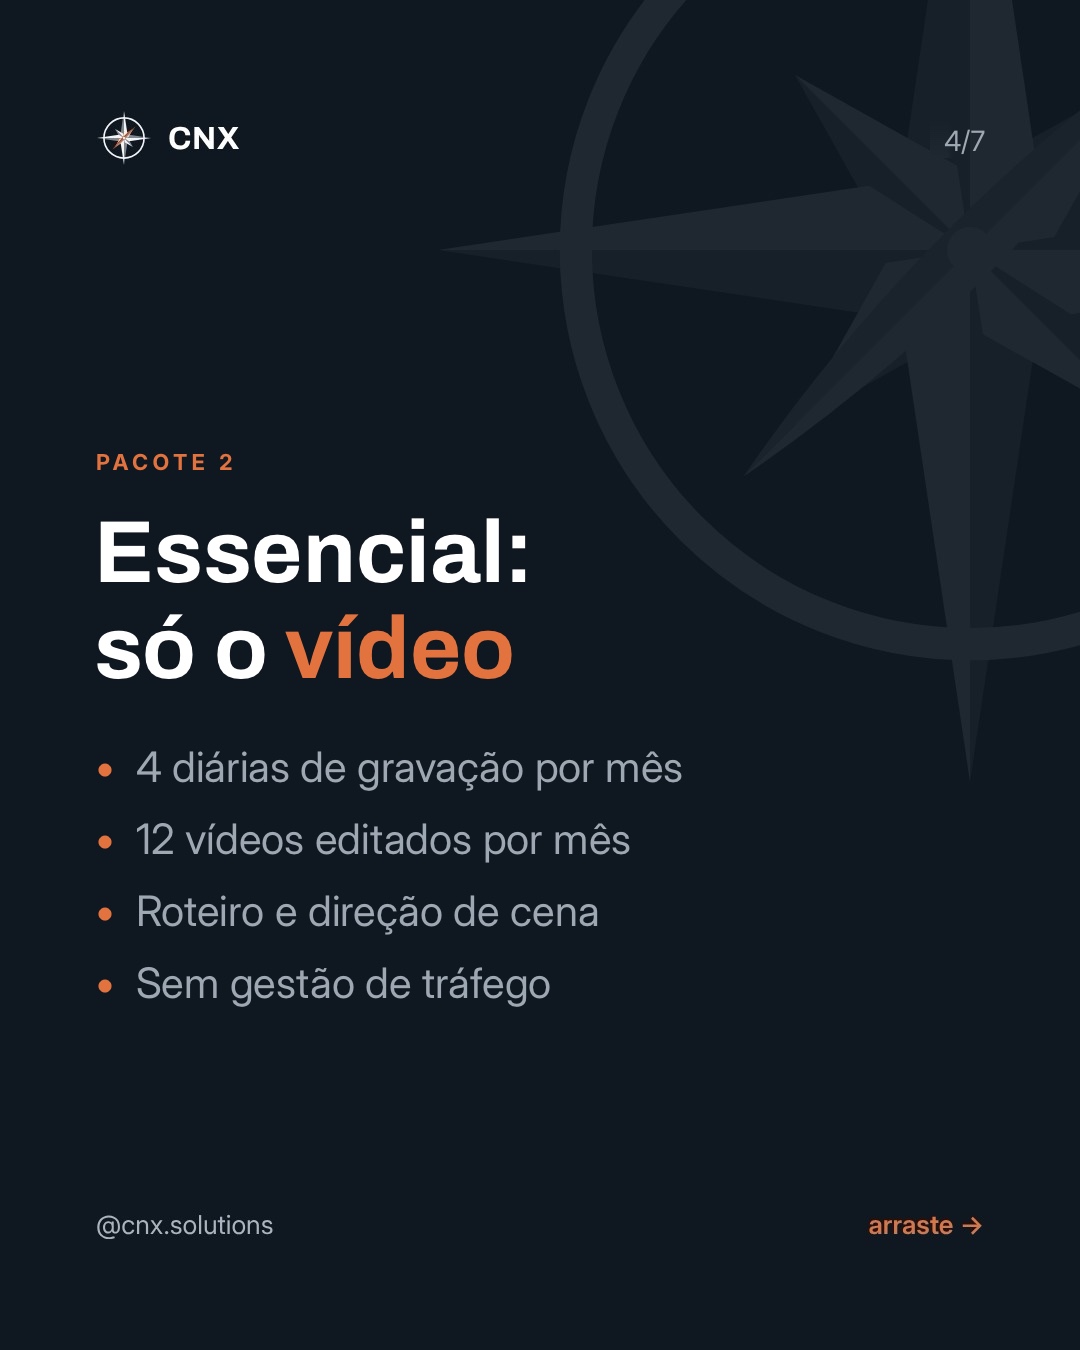 CNX
4/7
PACOTE 2
Essencial:
só o vídeo
• 4 diárias de gravação por mês
• 12 vídeos editados por mês
• Roteiro e direção de cena
• Sem gestão de tráfego
@cnx.solutions
arraste →